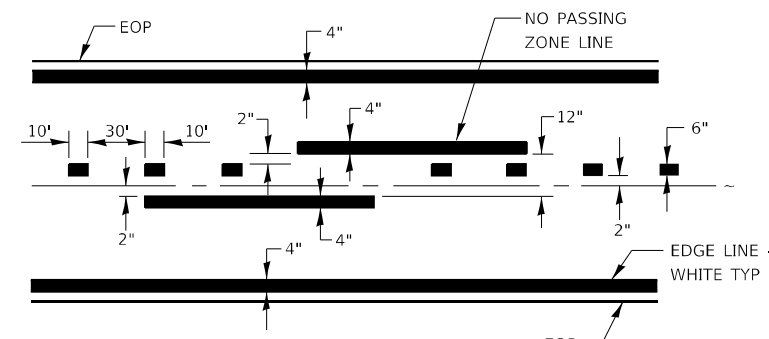 EOP
4"
NO PASSING
ZONE LINE
2"
4"
12"
10'
30'
10'
6"
~
2"
4"
2"
4"
EDGE LINE -
WHITE TYP